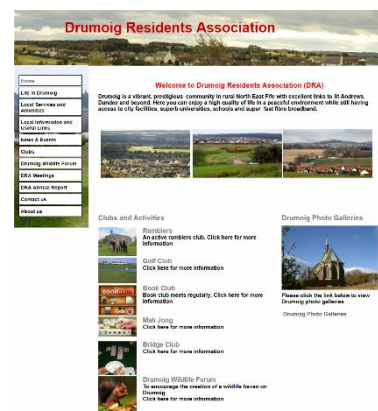 Drumoig Residents Association
Home
Life in Drumoig
Local Services and
Amenities
Local Information and
Useful Links
News & Events
Clubs
Drumoig Wildlife Forum
DRA Meetings
DRA Annual Report
Contact us
About us
Welcome to Drumoig Residents Association (DRA)
Drumoig is a vibrant, prestigious community in rural North East Fife with excellent links to St Andrews,
Dundee and beyond. Here you can enjoy a high quality of life in a peaceful environment while still having
access to city facilities, superb universities, schools and super fast fibre broadband.
Clubs and Activities
Ramblers
An active ramblers club. Click here for more
information
Golf Club
Click here for more information
Book Club
Book club meets regularly. Click here for more
information
Mah Jong
Click here for more information
Bridge Club
Click here for more information
Drumoig Wildlife Forum
To encourage the creation of a wildlife haven on
Drumoig.
Click here for more information
Drumoig Photo Galleries
Please click the link below to view
Drumoig photo galleries
Drumoig Photo Galleries